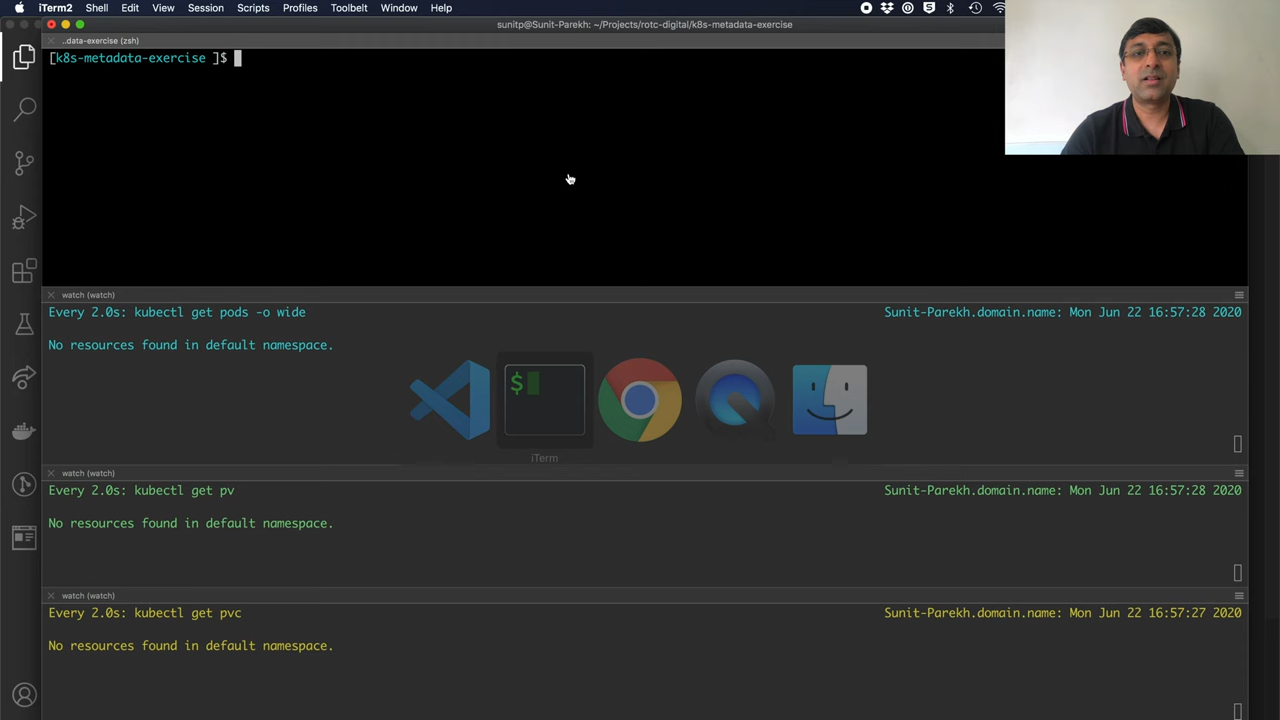 iTerm2 Shell Edit View Session Scripts Profiles Toolbelt Window Help
sunitp@Sunit-Parekh: ~/Projects/rotc-digital/k8s-metadata-exercise
..data-exercise (zsh)
[k8s-metadata-exercise ]$
watch (watch)
Every 2.0s: kubectl get pods -o wide Sunit-Parekh.domain.name: Mon Jun 22 16:57:28 2020
No resources found in default namespace.
$
iTerm
watch (watch)
Every 2.0s: kubectl get pv Sunit-Parekh.domain.name: Mon Jun 22 16:57:28 2020
No resources found in default namespace.
watch (watch)
Every 2.0s: kubectl get pvc Sunit-Parekh.domain.name: Mon Jun 22 16:57:27 2020
No resources found in default namespace.